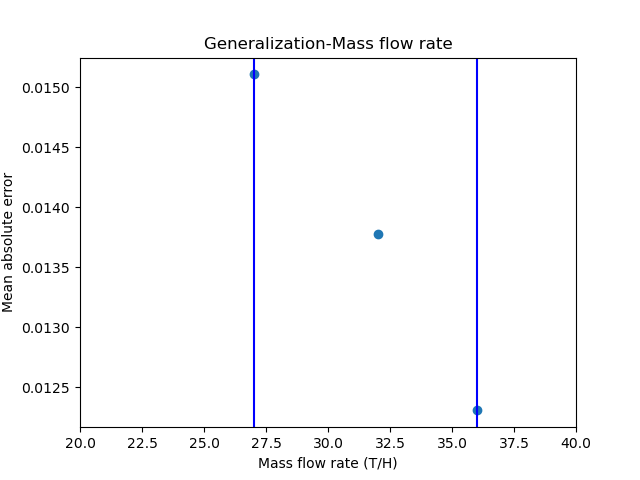 Generalization-Mass flow rate
Mean absolute error
0.0150
0.0145
0.0140
0.0135
0.0130
0.0125
20.0 22.5 25.0 27.5 30.0 32.5 35.0 37.5 40.0
Mass flow rate (T/H)